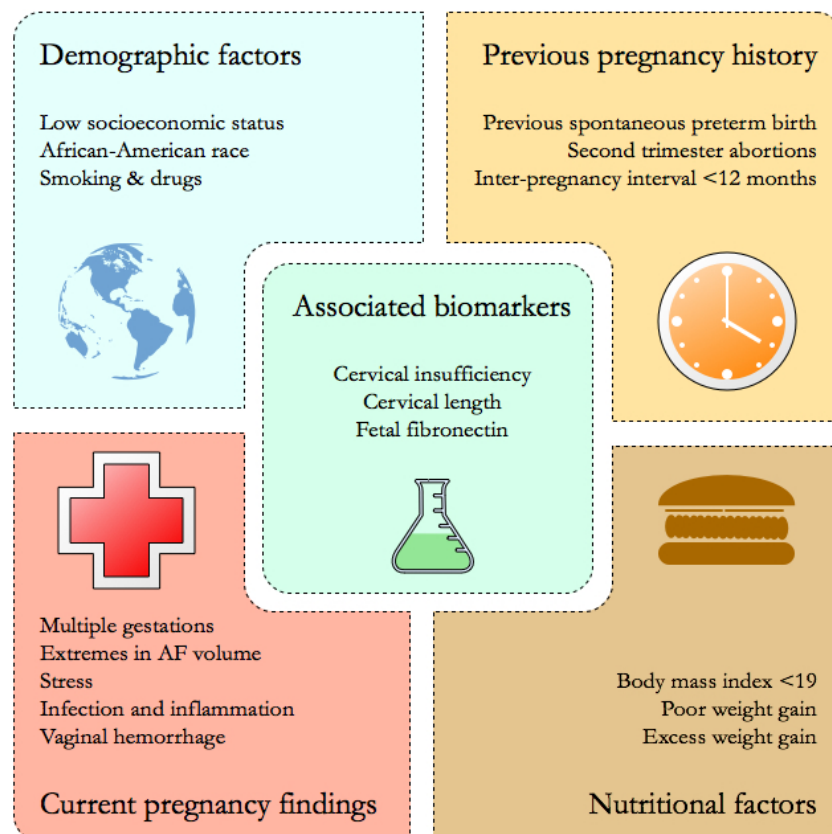 Demographic factors
Low socioeconomic status
African-American race
Smoking & drugs
Previous pregnancy history
Previous spontaneous preterm birth
Second trimester abortions
Inter-pregnancy interval <12 months
Associated biomarkers
Cervical insufficiency
Cervical length
Fetal fibronectin
Multiple gestations
Extremes in AF volume
Stress
Infection and inflammation
Vaginal hemorrhage
Current pregnancy findings
Body mass index <19
Poor weight gain
Excess weight gain
Nutritional factors